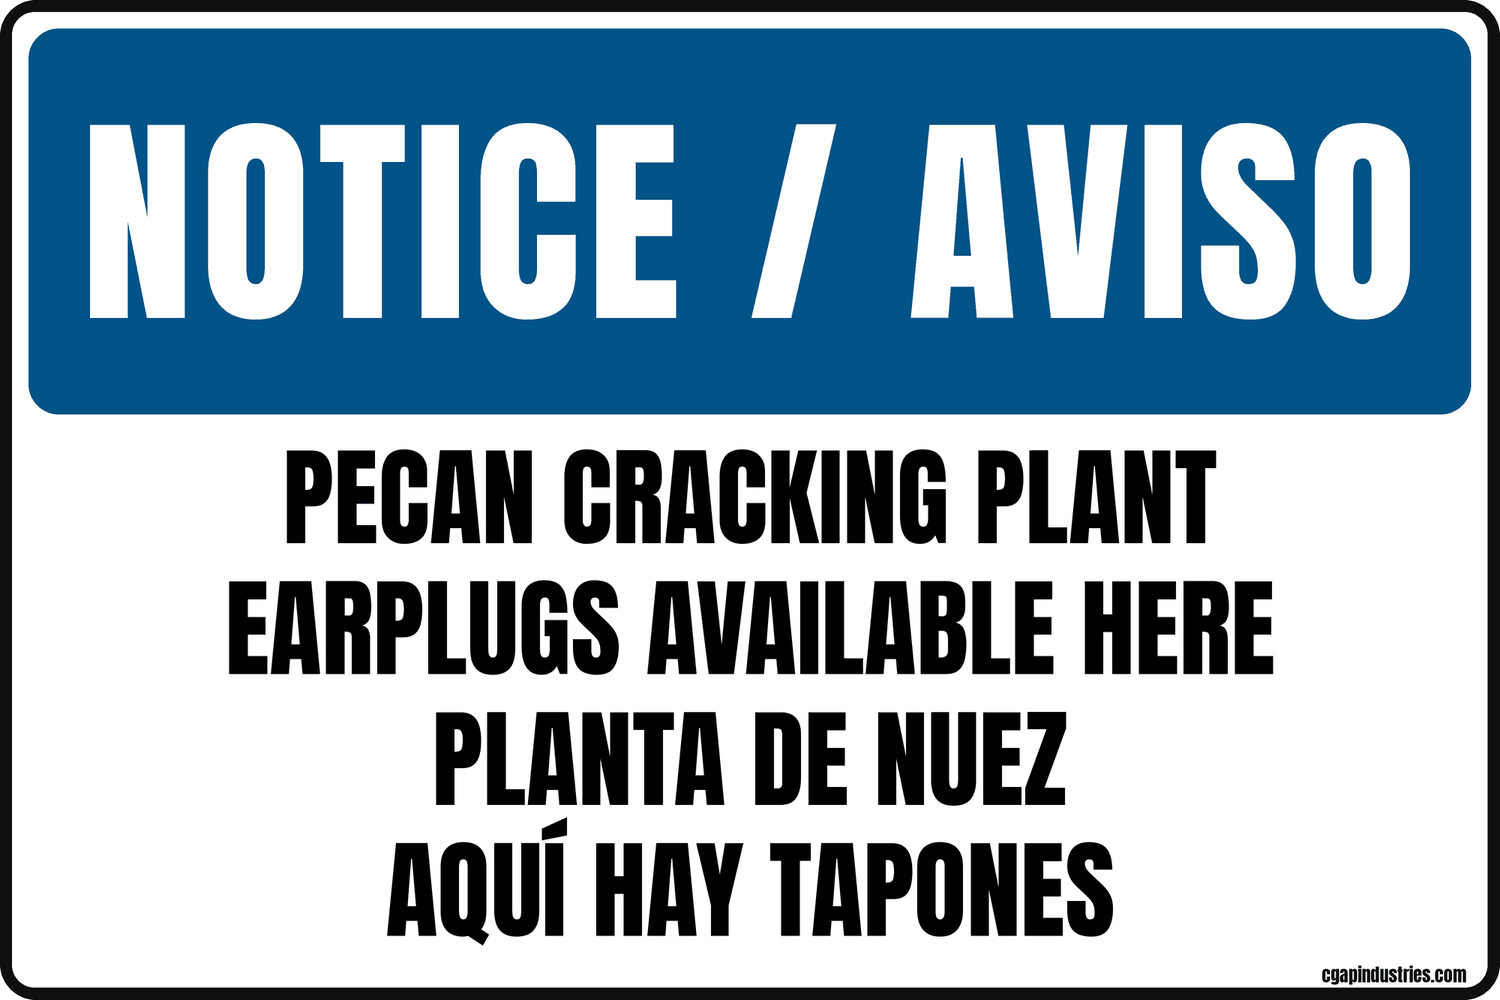 NOTICE / AVISO
PECAN CRACKING PLANT
EARPLUGS AVAILABLE HERE
PLANTA DE NUEZ
AQUÍ HAY TAPONES
cgapindustries.com